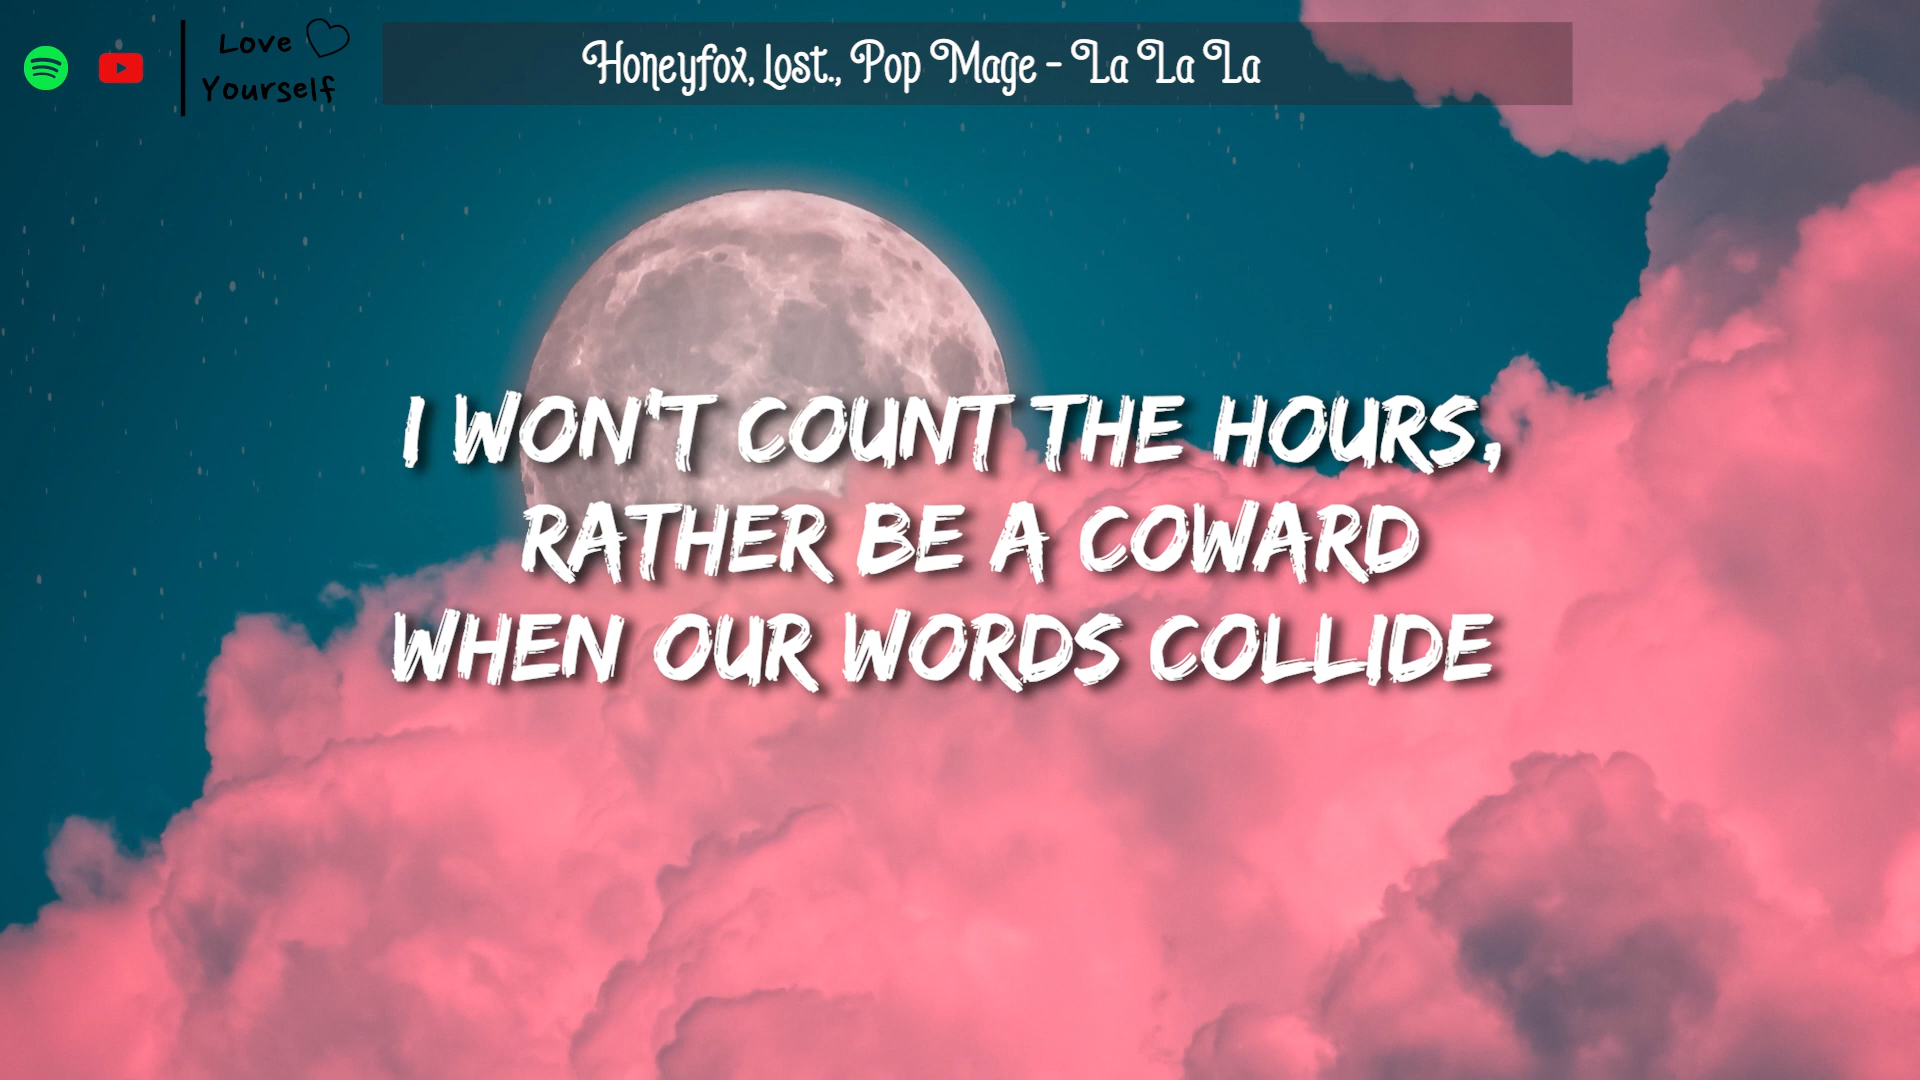 Love
Yourself
Honeyfox, Lost., Pop Mage - La La La
I WON'T COUNT THE HOURS,
RATHER BE A COWARD
WHEN OUR WORDS COLLIDE